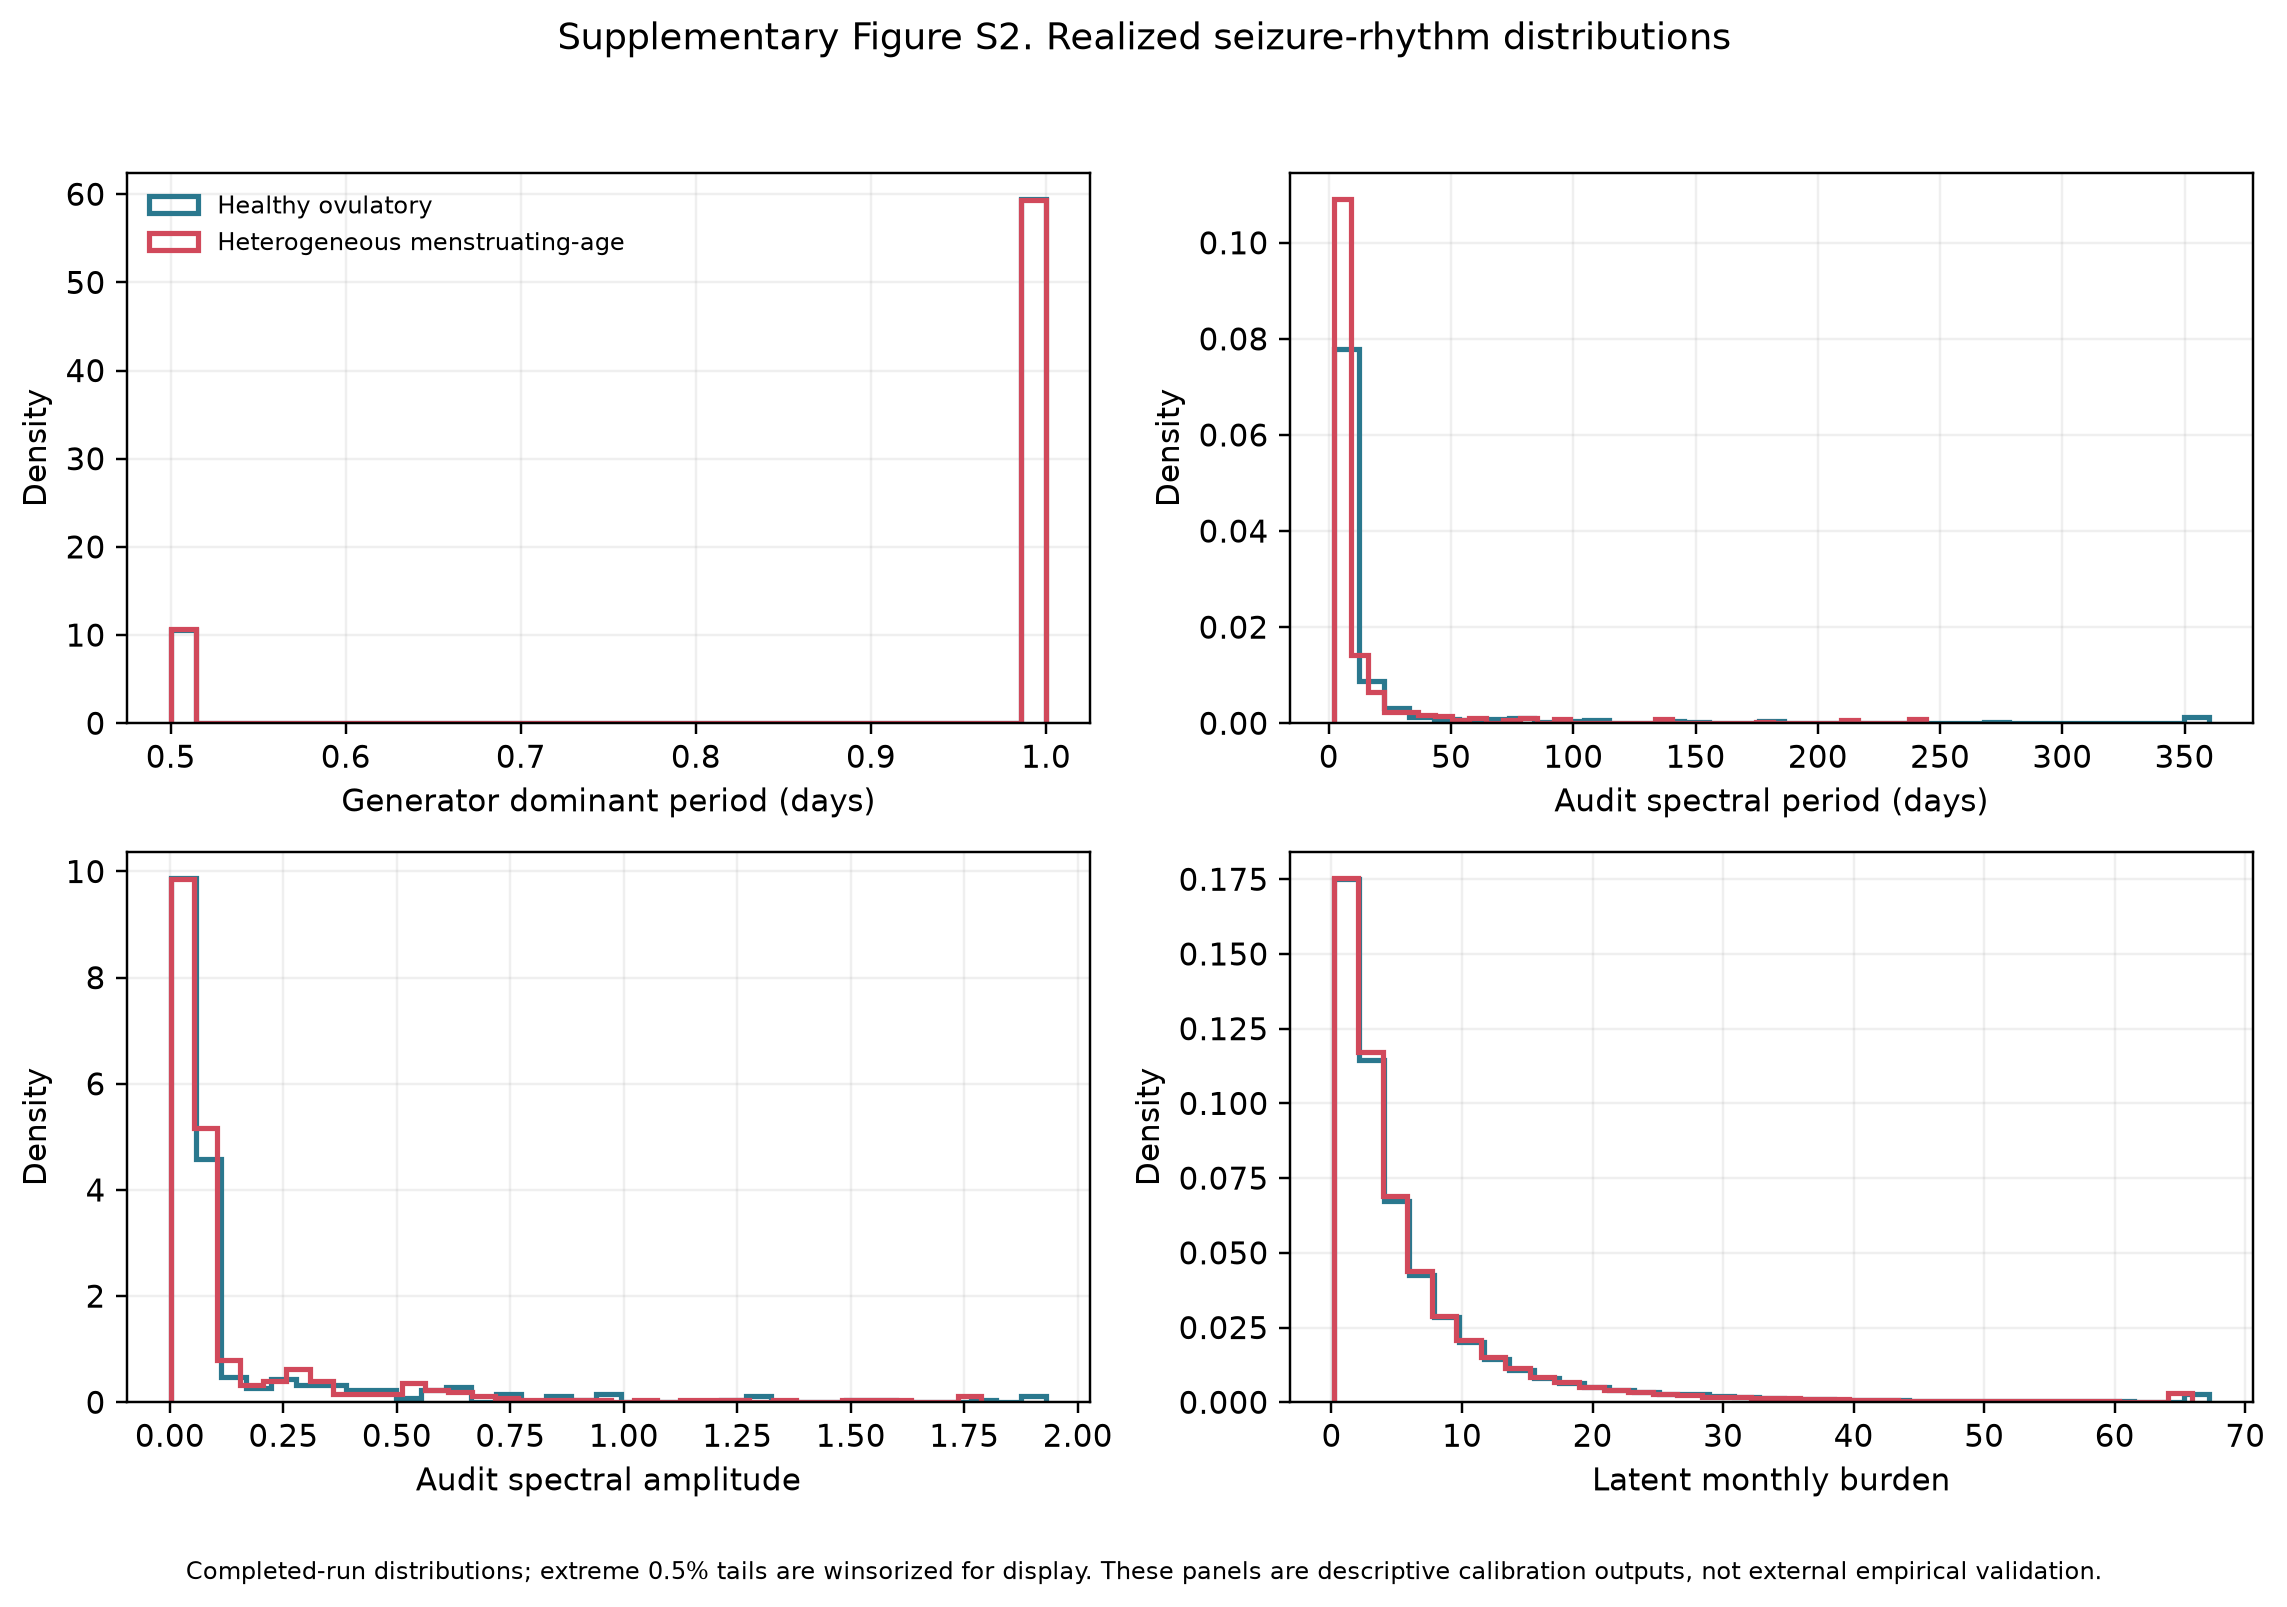 Supplementary Figure S2. Realized seizure-rhythm distributions
Healthy ovulatory
Heterogeneous menstruating-age
Density
60
50
40
30
20
10
0
0.5 0.6 0.7 0.8 0.9 1.0
Generator dominant period (days)
Density
0.10
0.08
0.06
0.04
0.02
0.00
0 50 100 150 200 250 300 350
Audit spectral period (days)
Density
10
8
6
4
2
0
0.00 0.25 0.50 0.75 1.00 1.25 1.50 1.75 2.00
Audit spectral amplitude
Density
0.175
0.150
0.125
0.100
0.075
0.050
0.025
0.000
0 10 20 30 40 50 60 70
Latent monthly burden
Completed-run distributions; extreme 0.5% tails are winsorized for display. These panels are descriptive calibration outputs, not external empirical validation.